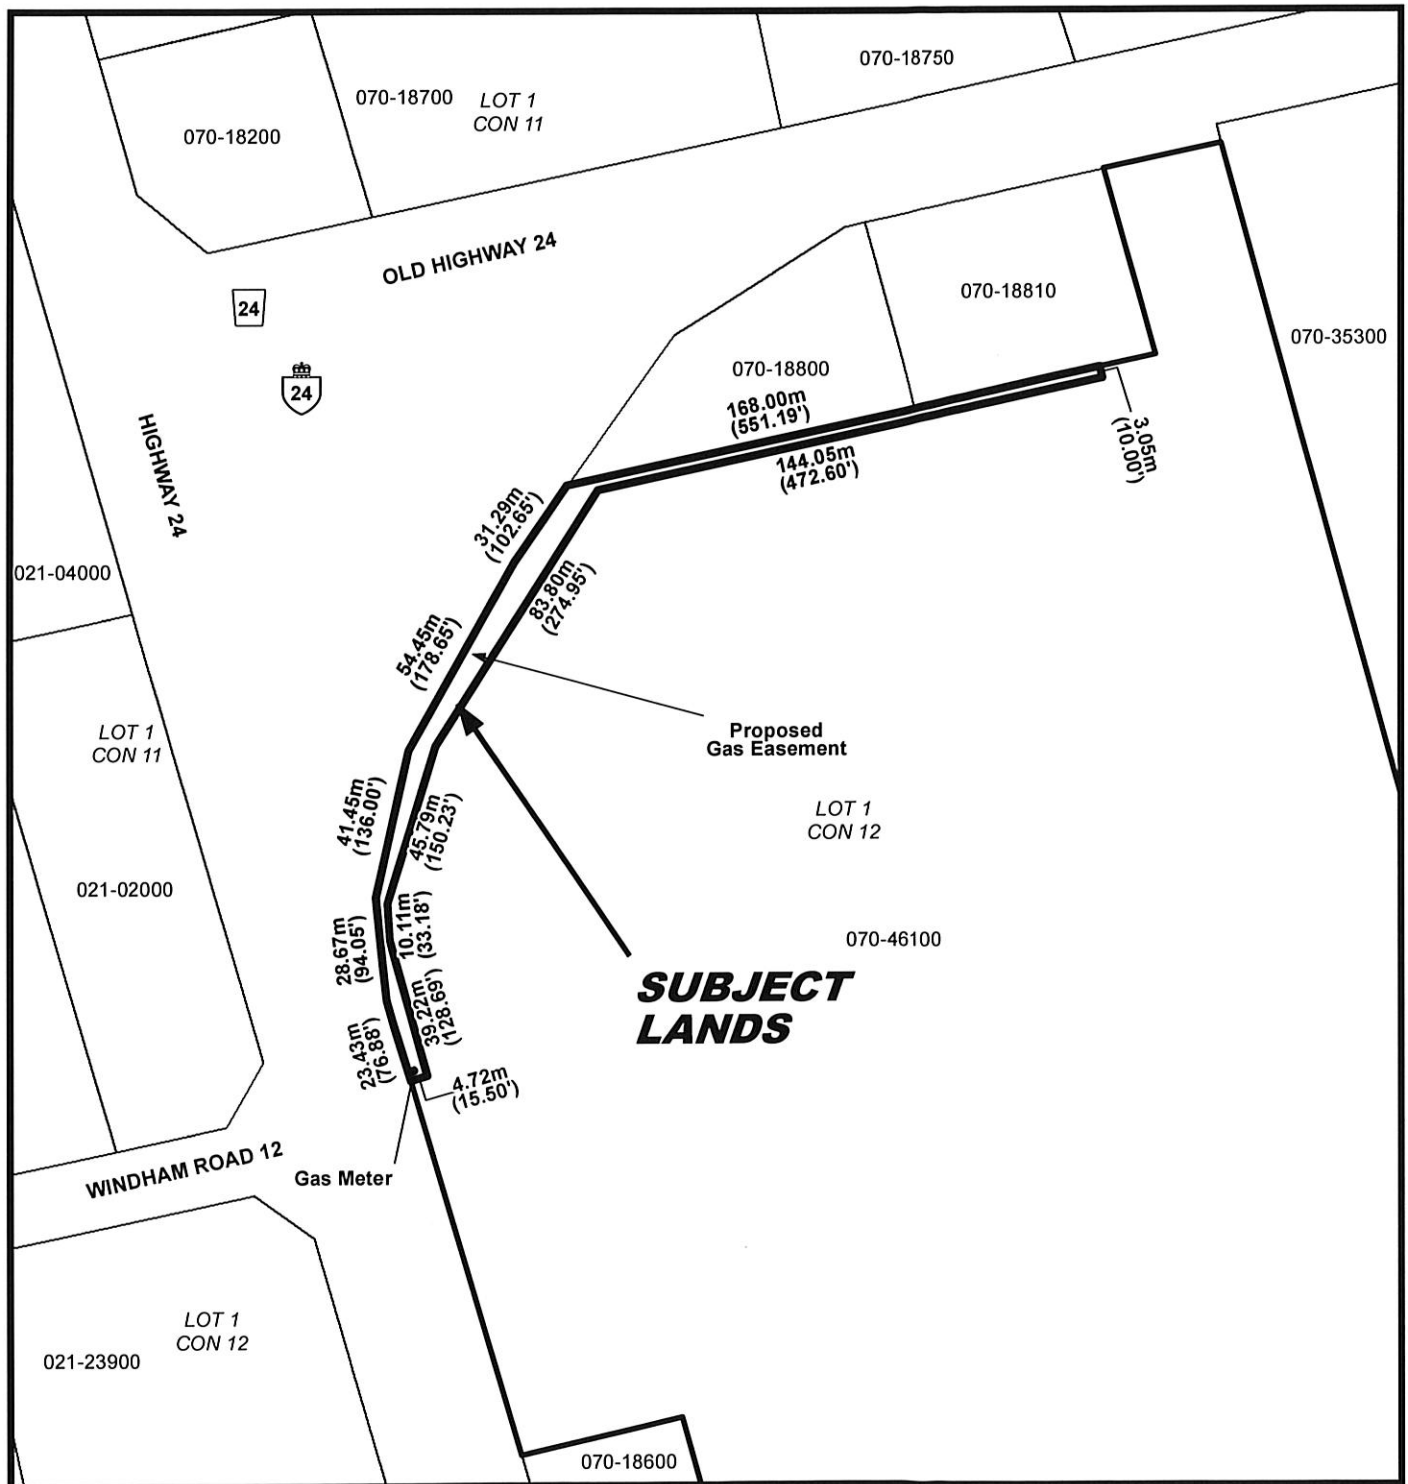 070-18750
070-18700
LOT 1
CON 11
070-18200
OLD HIGHWAY 24
24
24
070-18810
070-35300
070-18800
168.00m
(551.19')
144.05m
(472.60')
3.05m
(10.00')
HIGHWAY 24
31.29m
(102.65')
83.80m
(274.95')
021-04000
54.45m
(178.65')
Proposed
Gas Easement
LOT 1
CON 11
LOT 1
CON 12
41.45m
(136.00')
45.79m
(150.23')
021-02000
070-46100
28.67m
(94.05')
10.11m
(33.18')
SUBJECT
LANDS
39.22m
(128.69')
23.43m
(76.88')
4.72m
(15.50')
WINDHAM ROAD 12
Gas Meter
LOT 1
CON 12
021-23900
070-18600